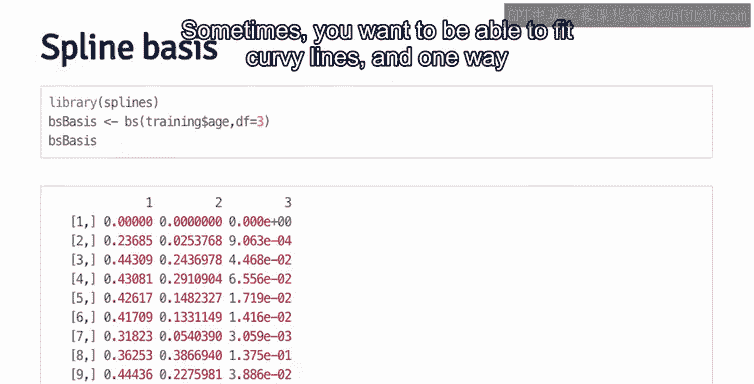 Spline basis
Sometimes, you want to be able to fit
curvy lines, and one way
library(splines)
bsBasis <- bs(training$age,df=3)
bsBasis
1 2 3
[1,] 0.00000 0.0000000 0.000e+00
[2,] 0.23685 0.0253768 9.063e-04
[3,] 0.44309 0.2436978 4.468e-02
[4,] 0.43081 0.2910904 6.556e-02
[5,] 0.42617 0.1482327 1.719e-02
[6,] 0.41709 0.1331149 1.416e-02
[7,] 0.31823 0.0540390 3.059e-03
[8,] 0.36253 0.3866940 1.375e-01
[9,] 0.44436 0.2275981 3.886e-02